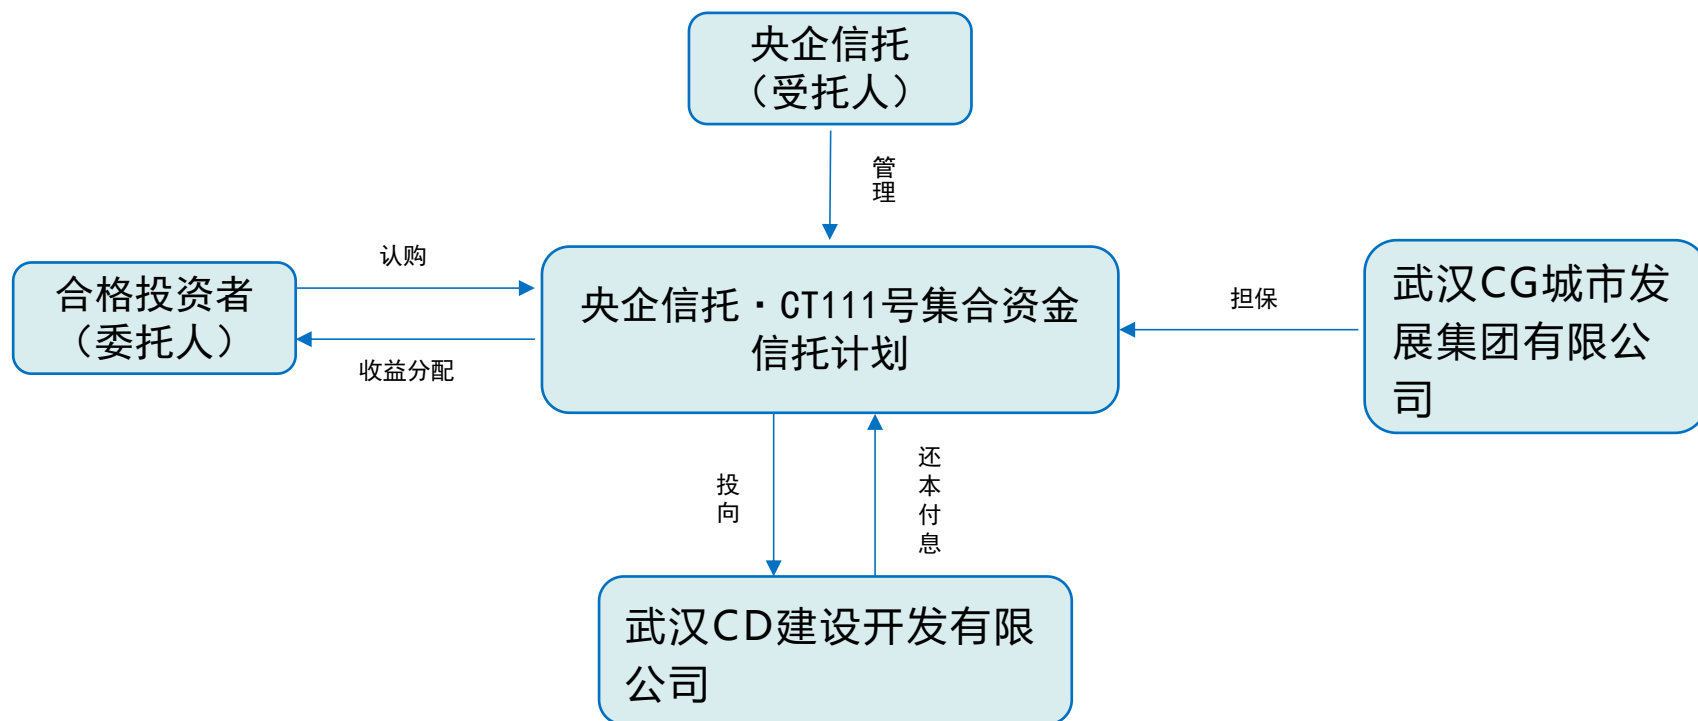 央企信托
（受托人）
管
理
认购
合格投资者
（委托人）
收益分配
央企信托·CT111号集合资金
信托计划
担保
武汉CG城市发
展集团有限公
司
投
向
还
本
付
息
武汉CD建设开发有限
公司